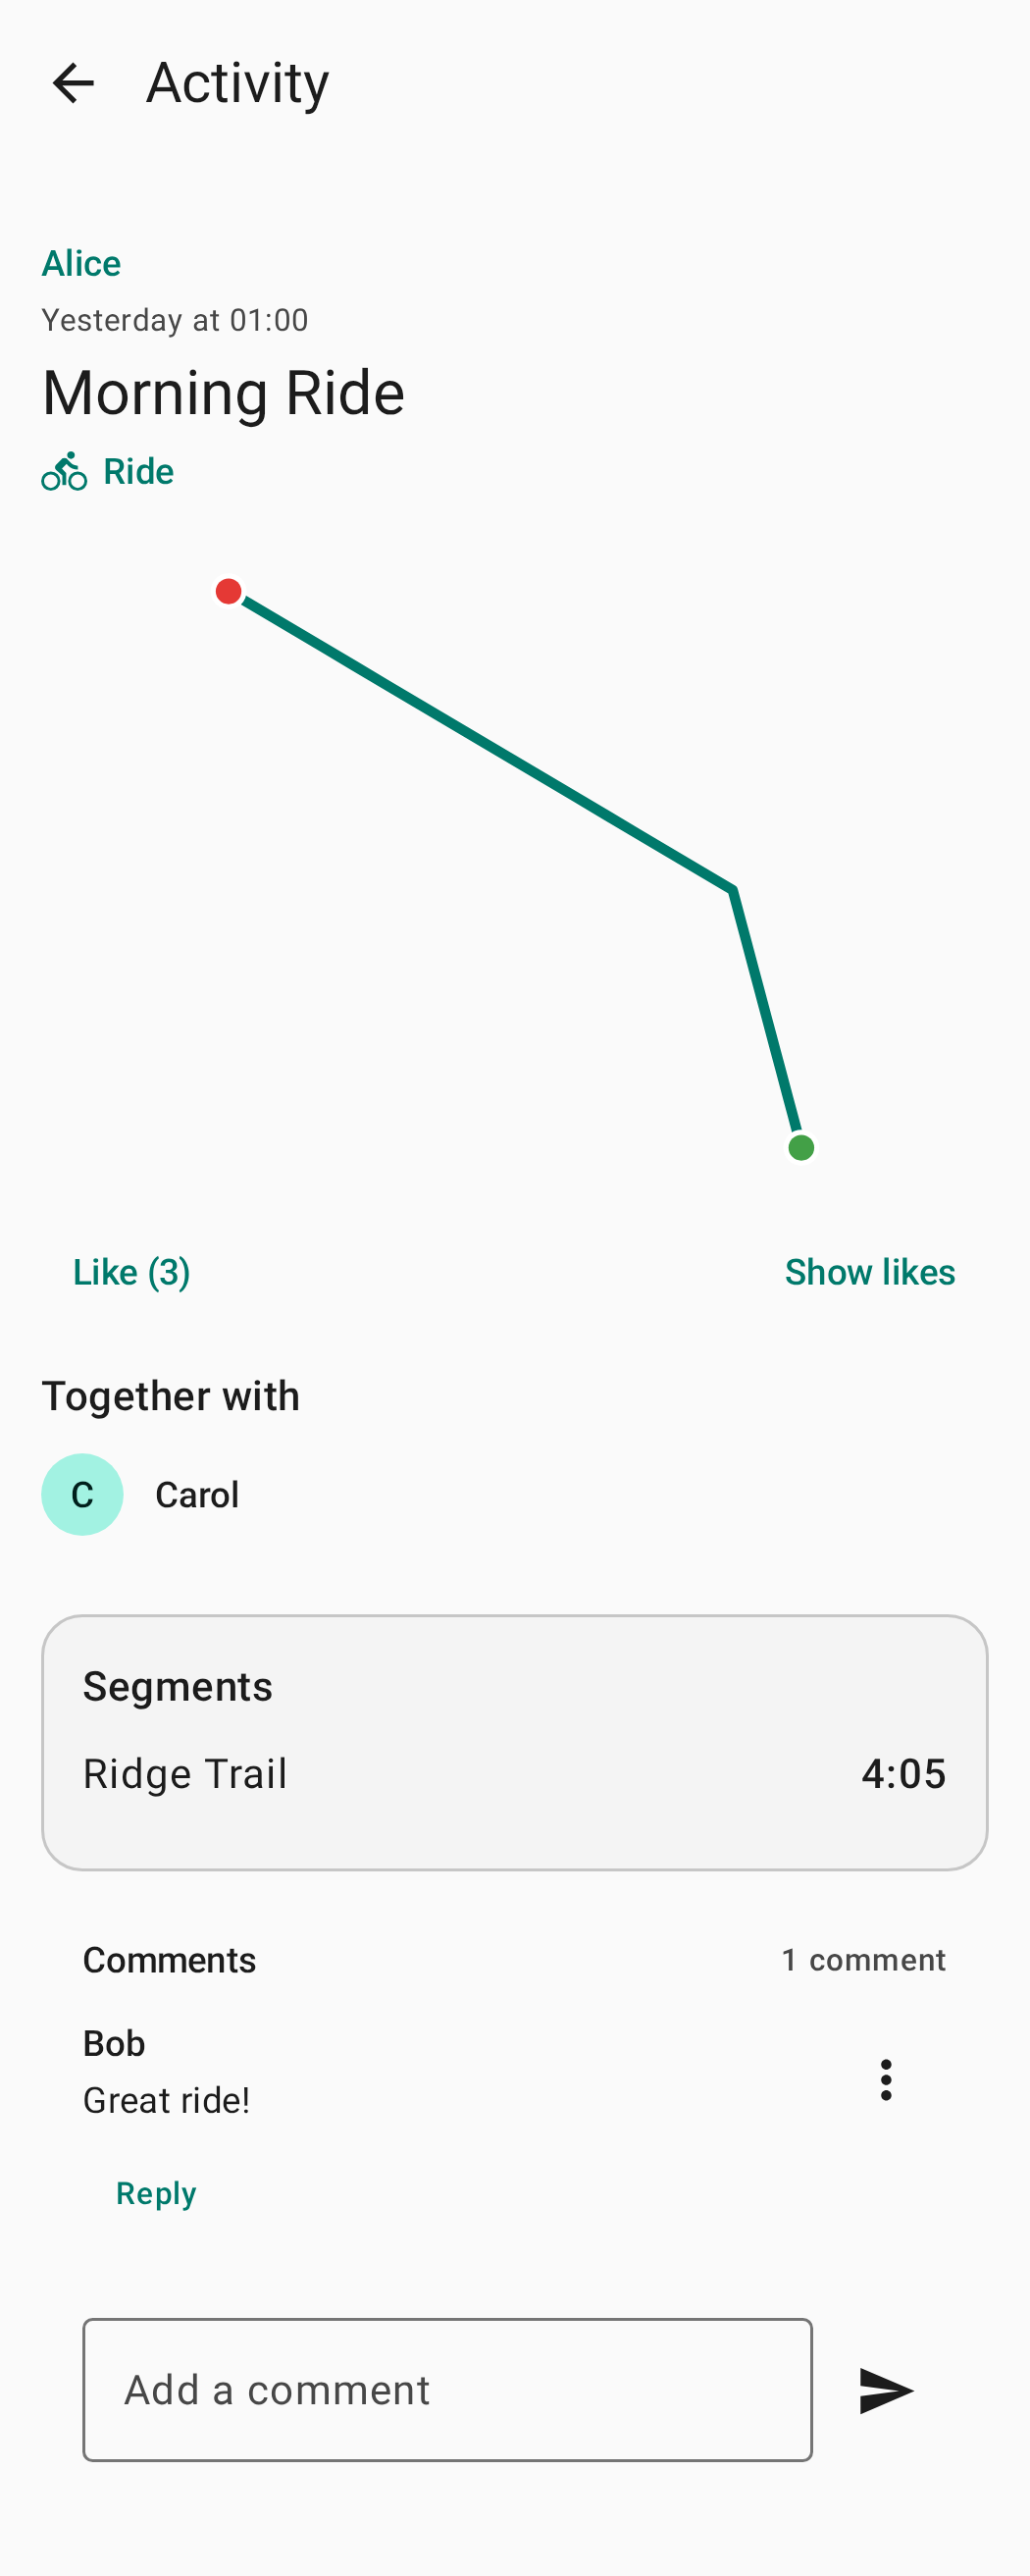 Activity
Alice
Yesterday at 01:00
Morning Ride
Ride
Like (3)
Show likes
Together with
C
Carol
Segments
Ridge Trail
4:05
Comments
1 comment
Bob
Great ride!
Reply
Add a comment